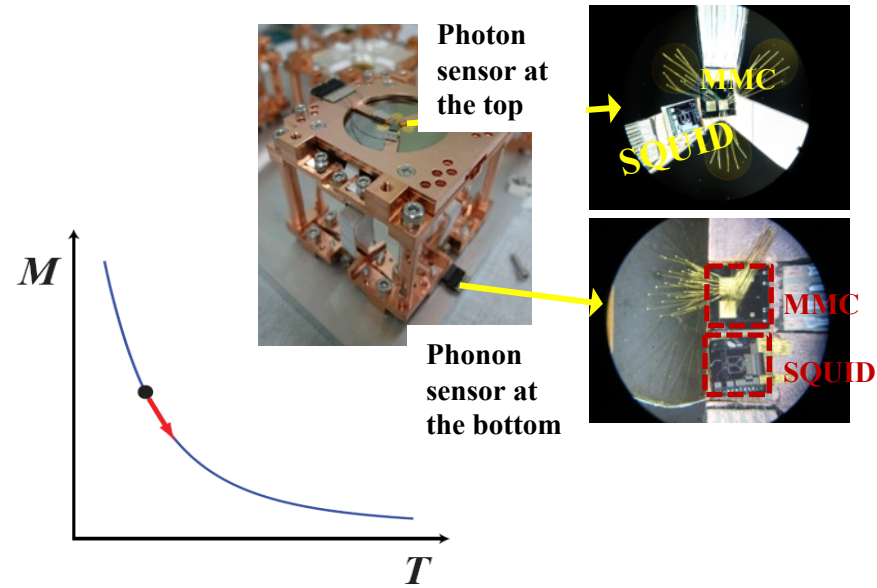 Photon
sensor at
the top
MMC
SQUID
M
MMC
SQUID
Phonon
sensor at
the bottom
T